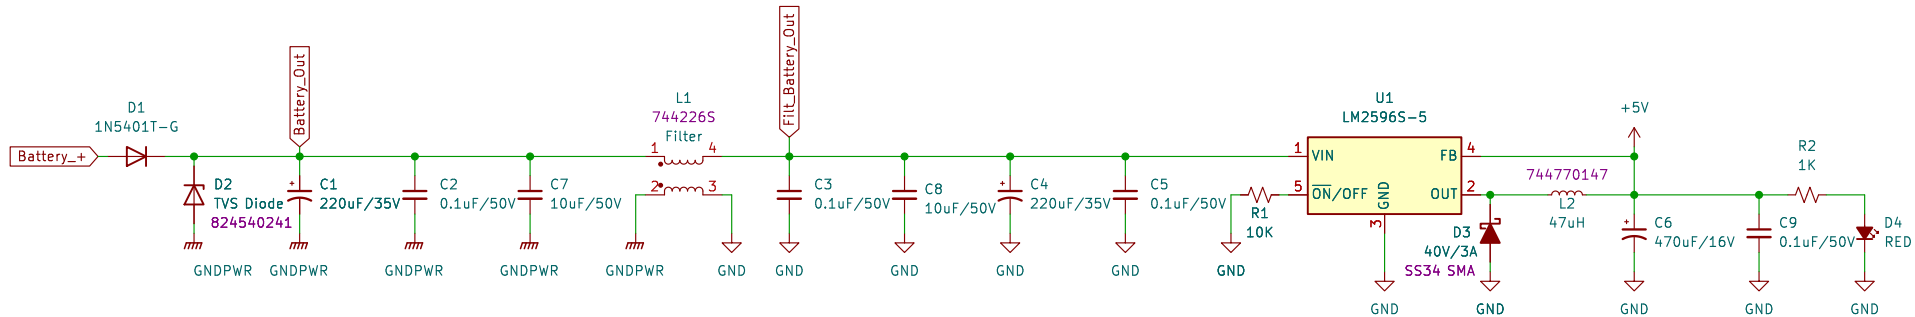 Battery_+
D1
1N5401T-G
D2
TVS Diode
824540241
GNDPWR
Battery_Out
C1
220uF/35V
GNDPWR
C2
0.1uF/50V
GNDPWR
C7
10uF/50V
GNDPWR
L1
744226S
Filter
1
4
2
3
GNDPWR
GND
Filt_Battery_Out
C3
0.1uF/50V
GND
C8
10uF/50V
GND
C4
220uF/35V
GND
C5
0.1uF/50V
GND
R1
10K
GND
U1
LM2596S-5
1
VIN
FB
4
5
ON/OFF
GND
OUT
2
3
GND
D3
40V/3A
SS34 SMA
GND
744770147
L2
47uH
+5V
C6
470uF/16V
GND
C9
0.1uF/50V
GND
R2
1K
D4
RED
GND